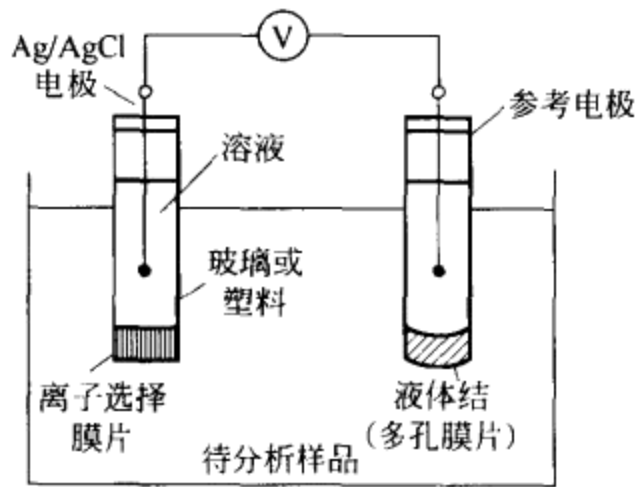 V
Ag/AgCl
电极
参考电极
溶液
玻璃或
塑料
离子选择
膜片
液体结
(多孔膜片)
待分析样品